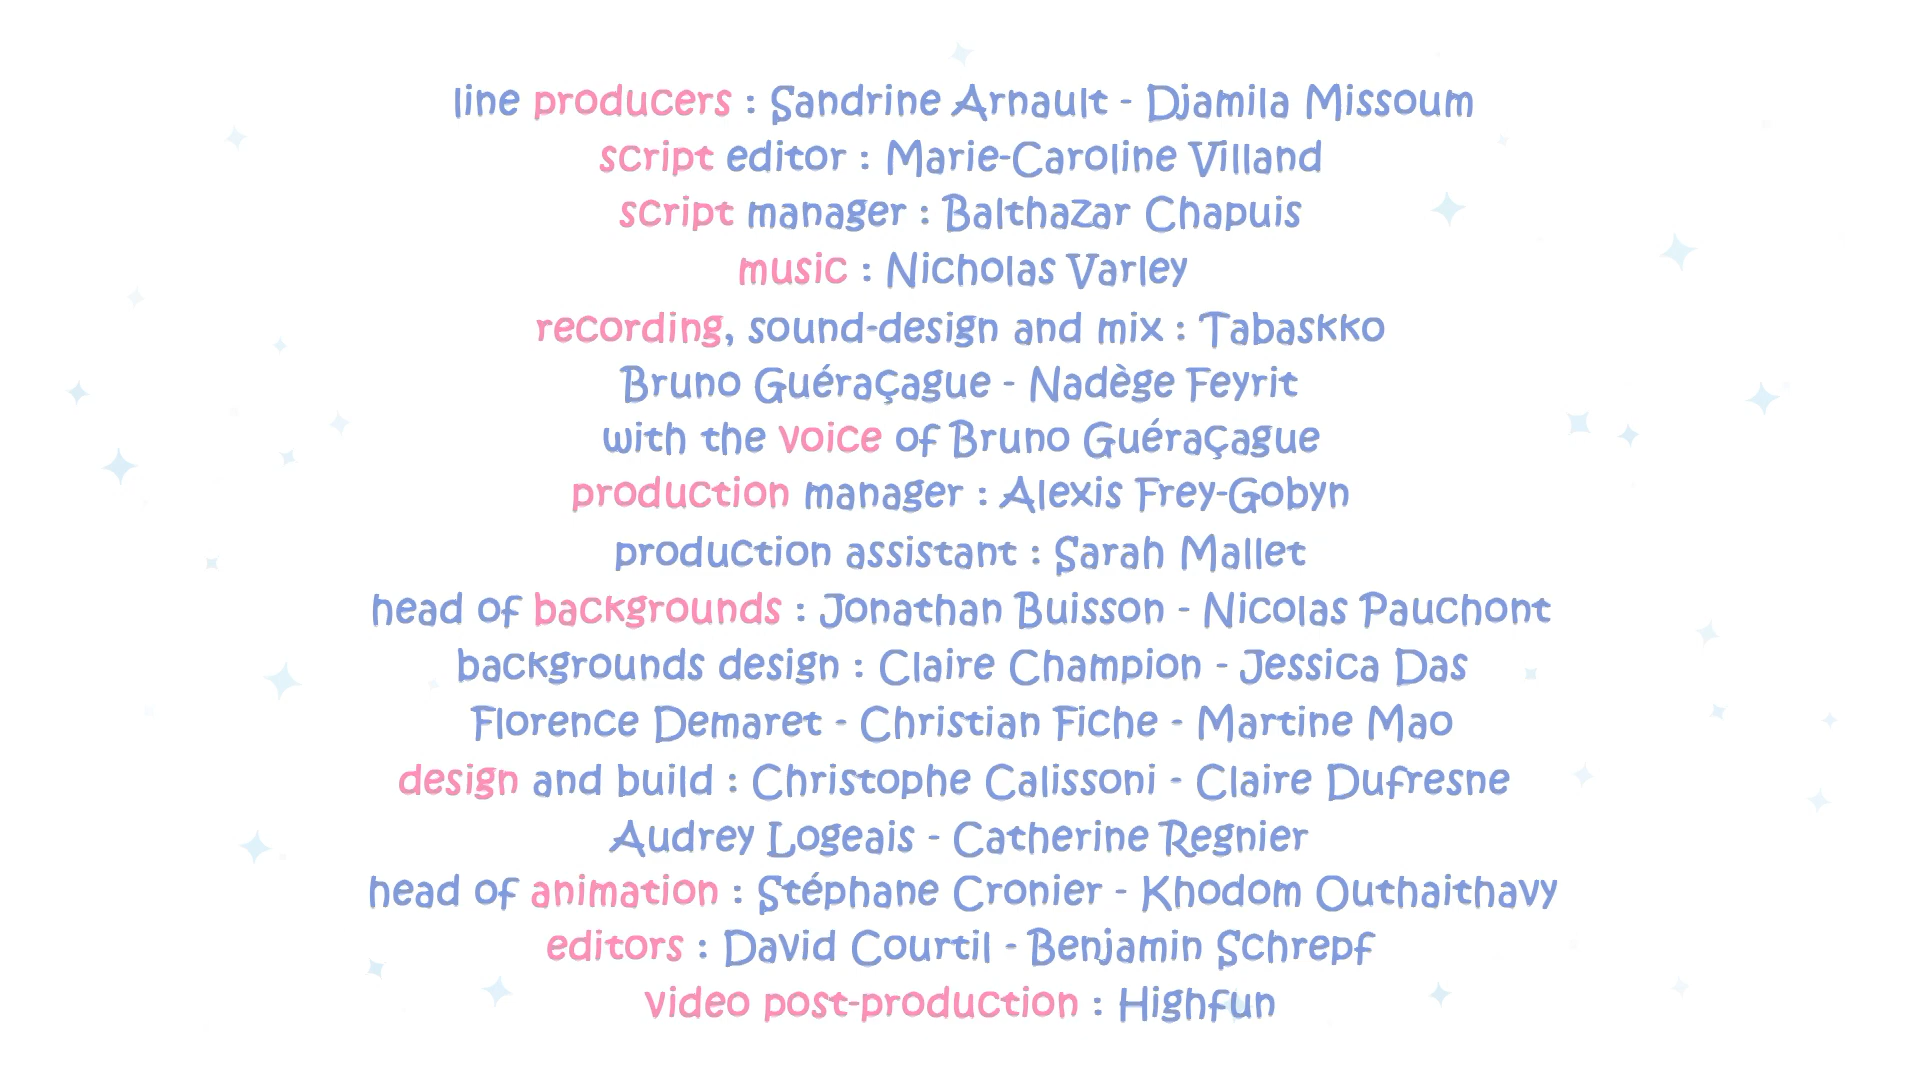 line producers : Sandrine Arnault - Djamila Missoum
script editor : Marie-Caroline Villand
script manager : Balthazar Chapuis
music : Nicholas Varley
recording, sound-design and mix : Tabaskko
Bruno Guéraçague - Nadège Feyrit
with the voice of Bruno Guéraçague
production manager : Alexis Frey-Gobyn
production assistant : Sarah Mallet
head of backgrounds : Jonathan Buisson - Nicolas Pauchont
backgrounds design : Claire Champion - Jessica Das
Florence Demaret - Christian Fiche - Martine Mao
design and build : Christophe Calissoni - Claire Dufresne
Audrey Logeais - Catherine Regnier
head of animation : Stéphane Cronier - Khodom Outhaithavy
editors : David Courtil - Benjamin Schrepf
video post-production : Highfun